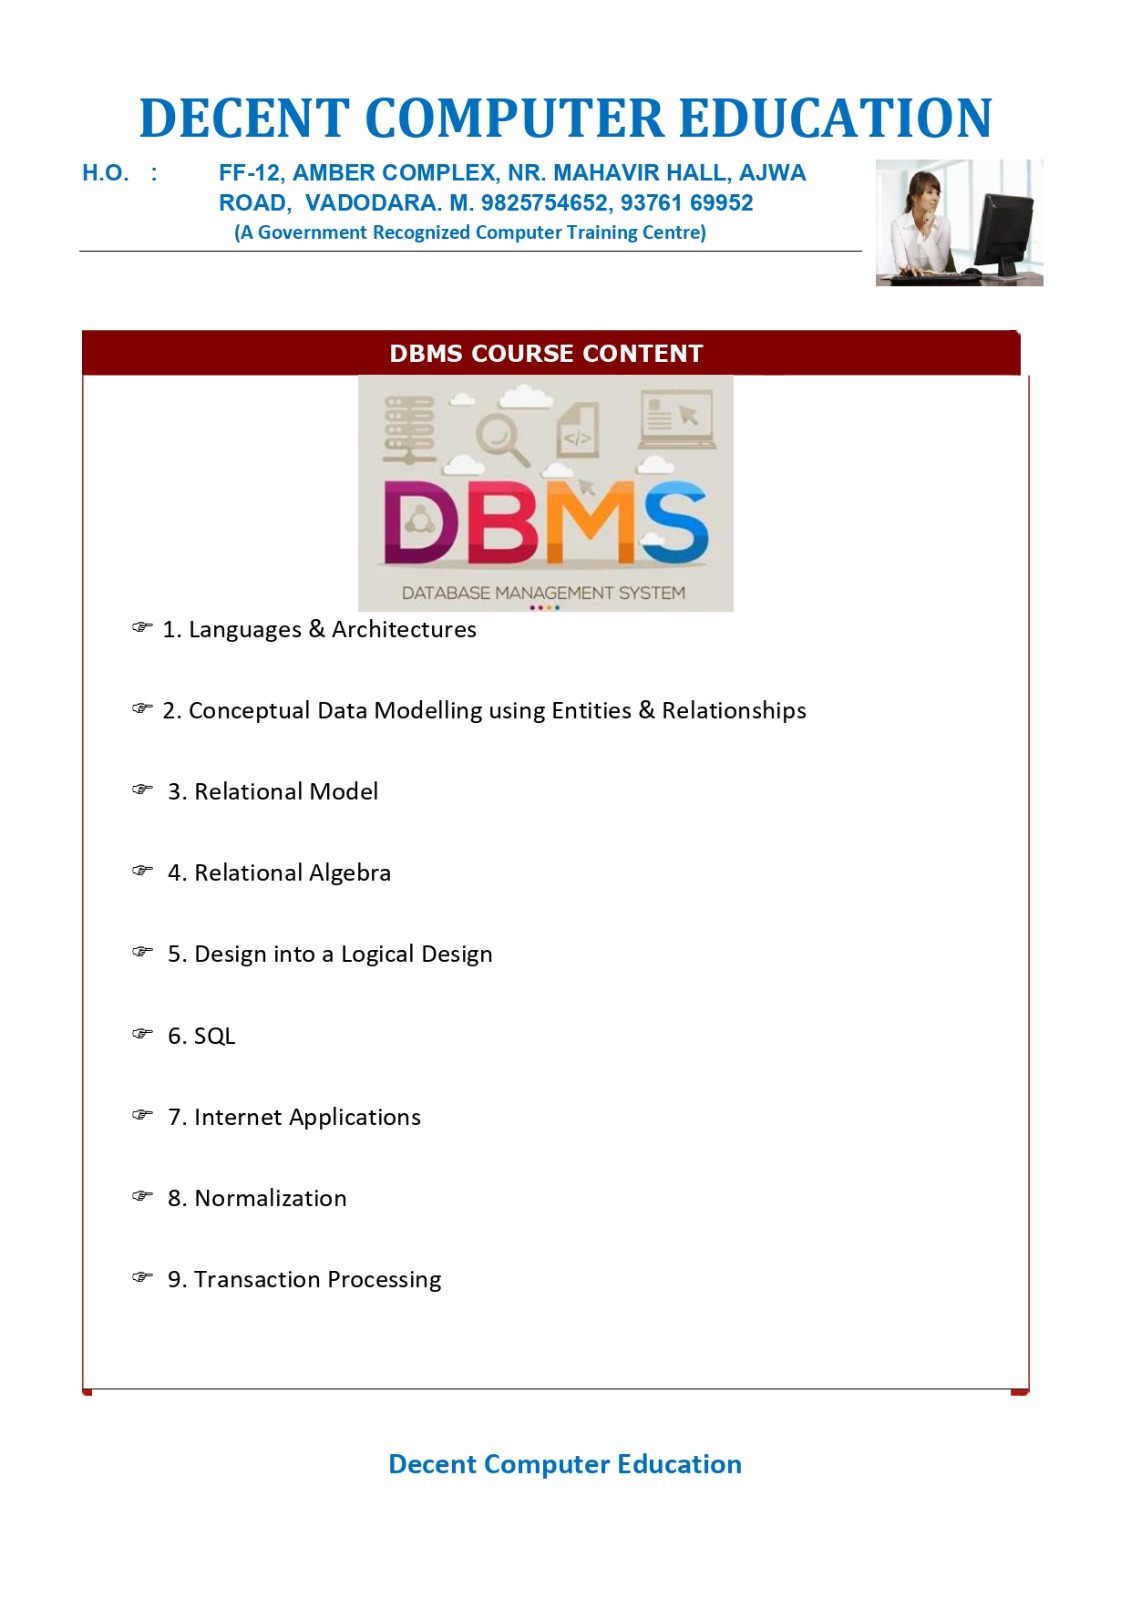 DECENT COMPUTER EDUCATION
H.O. : FF-12, AMBER COMPLEX, NR. MAHAVIR HALL, AJWA
ROAD, VADODARA. M. 9825754652, 93761 69952
(A Government Recognized Computer Training Centre)
DBMS COURSE CONTENT
</>
DBMS
DATABASE MANAGEMENT SYSTEM
☞ 1. Languages & Architectures
☞ 2. Conceptual Data Modelling using Entities & Relationships
☞ 3. Relational Model
☞ 4. Relational Algebra
☞ 5. Design into a Logical Design
☞ 6. SQL
☞ 7. Internet Applications
☞ 8. Normalization
☞ 9. Transaction Processing
Decent Computer Education